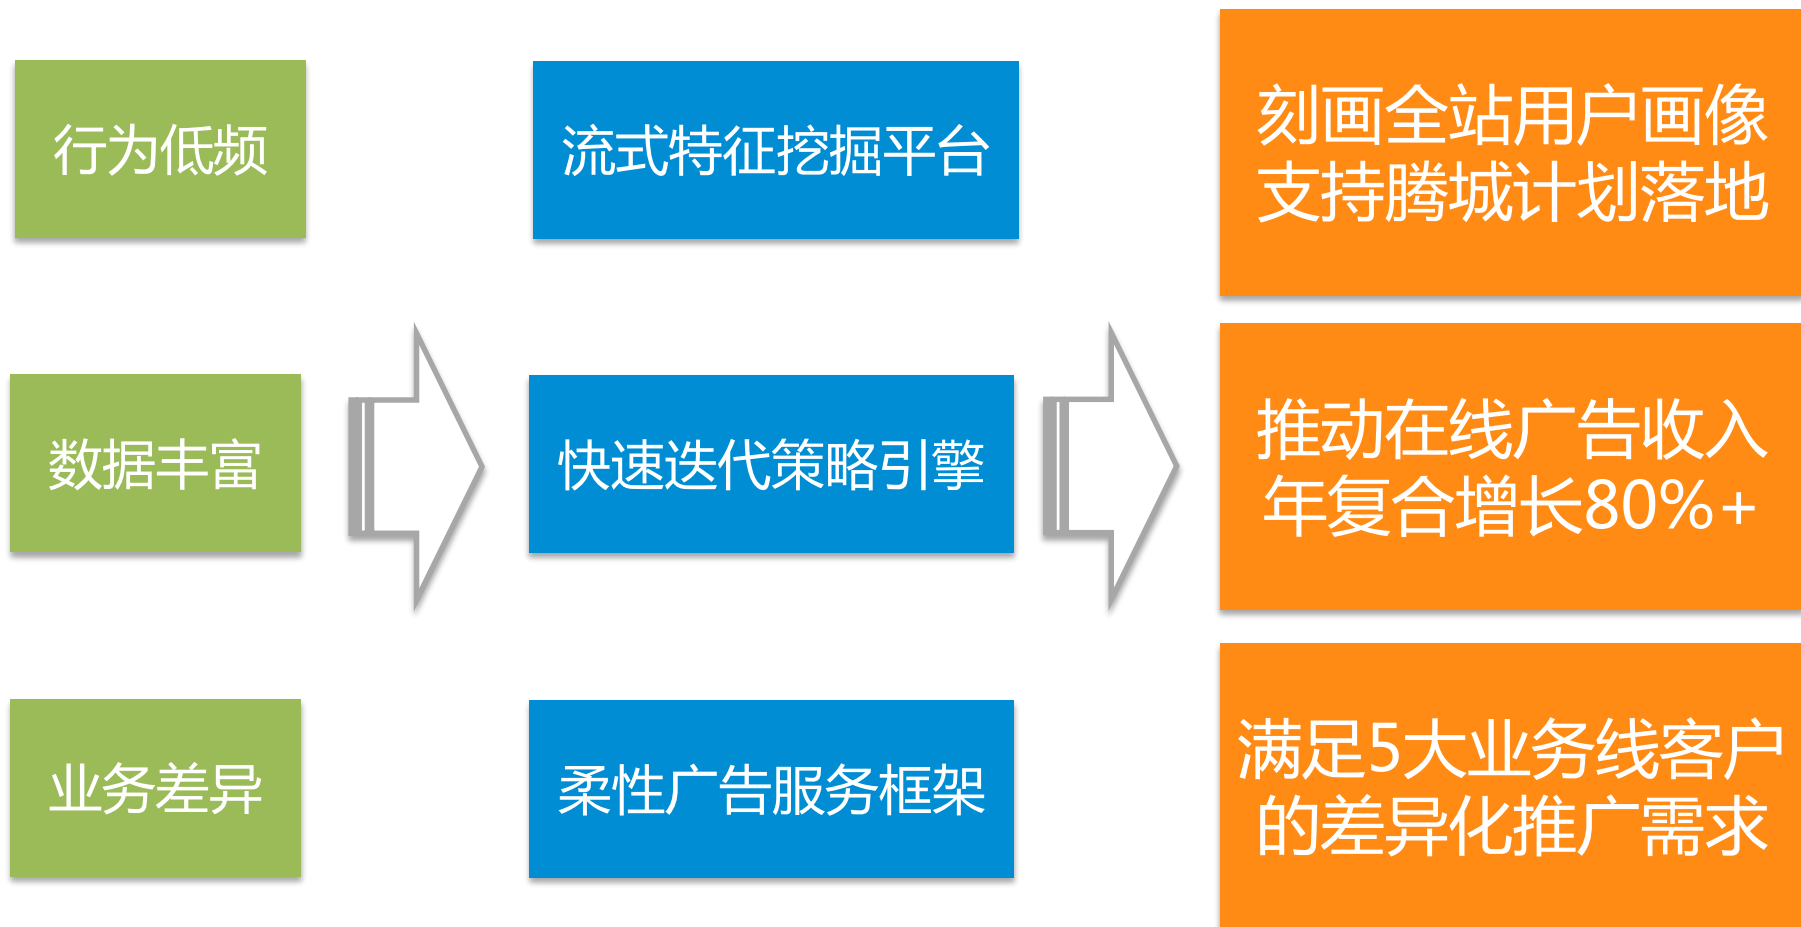 行为低频
流式特征挖掘平台
刻画全站用户画像
支持腾城计划落地
数据丰富
快速迭代策略引擎
推动在线广告收入
年复合增长80%+
业务差异
柔性广告服务框架
满足5大业务线客户
的差异化推广需求